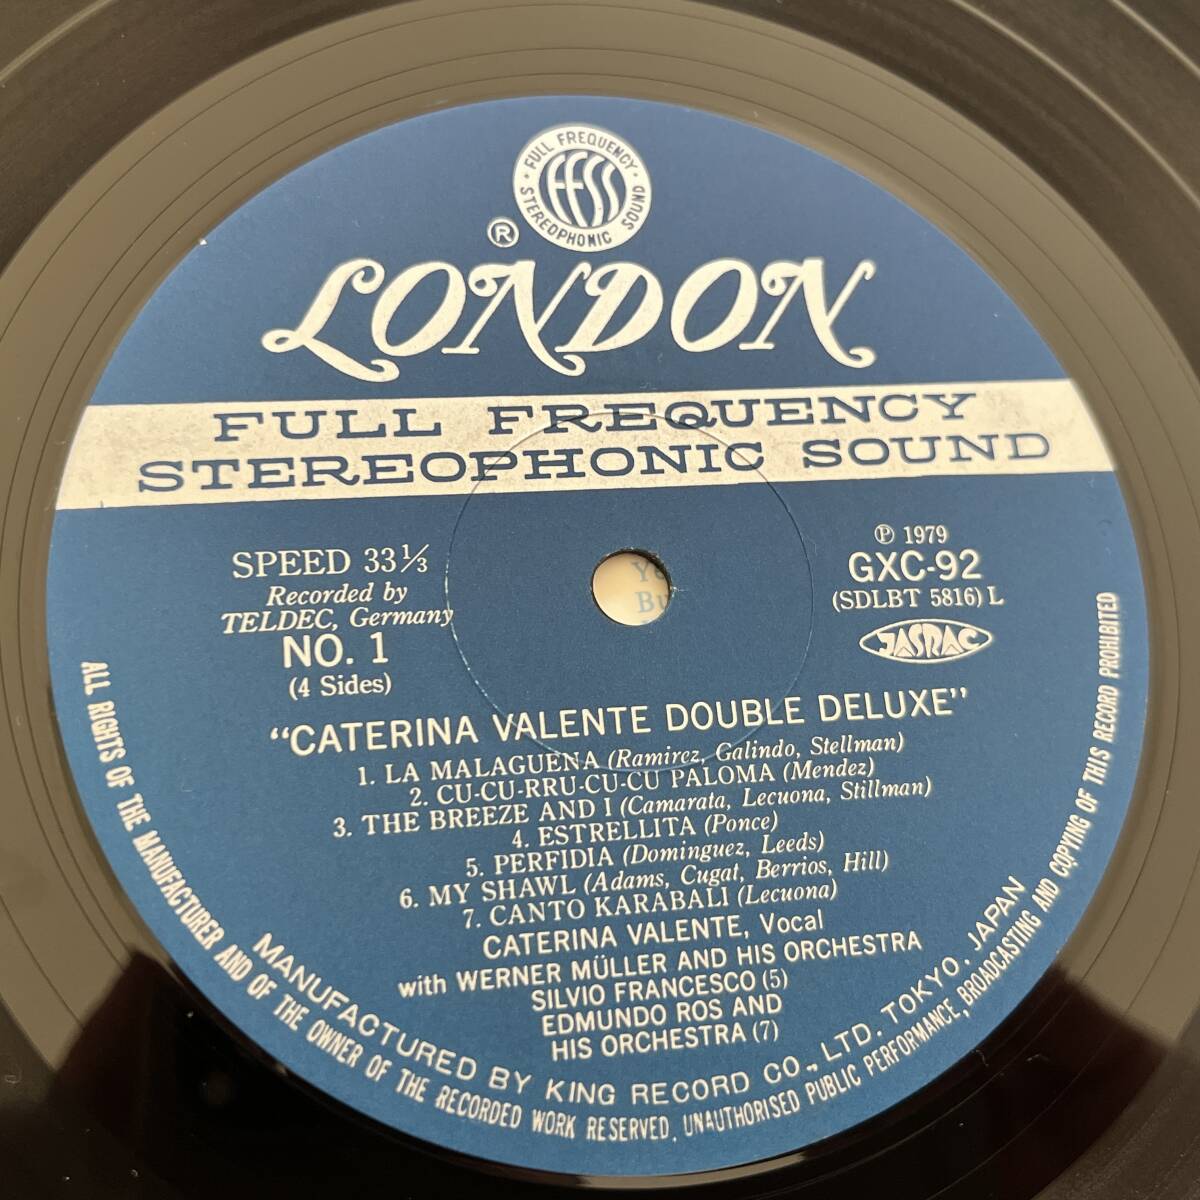 FULL FREQUENCY
FFSS
STEREOPHONIC SOUND
®
LONDON
FULL FREQUENCY
STEREOPHONIC SOUND
SPEED 33⅓
Recorded by
TELDEC, Germany
NO. 1
(4 Sides)
℗ 1979
GXC-92
(SDLBT 5816) L
JASRAC
"CATERINA VALENTE DOUBLE DELUXE"
1. LA MALAGUENA (Ramirez, Galindo, Stellman)
2. CU-CU-RRU-CU-CU PALOMA (Mendez)
3. THE BREEZE AND I (Camarata, Lecuona, Stillman)
4. ESTRELLITA (Ponce)
5. PERFIDIA (Dominguez, Leeds)
6. MY SHAWL (Adams, Cugat, Berrios, Hill)
7. CANTO KARABALI (Lecuona)
CATERINA VALENTE, Vocal
with WERNER MÜLLER AND HIS ORCHESTRA
SILVIO FRANCESCO (5)
EDMUNDO ROS AND
HIS ORCHESTRA (7)
MANUFACTURED BY KING RECORD CO., LTD. TOKYO. JAPAN
ALL RIGHTS OF THE MANUFACTURER AND OF THE OWNER OF THE RECORDED WORK RESERVED. UNAUTHORISED PUBLIC PERFORMANCE, BROADCASTING AND COPYING OF THIS RECORD PROHIBITED